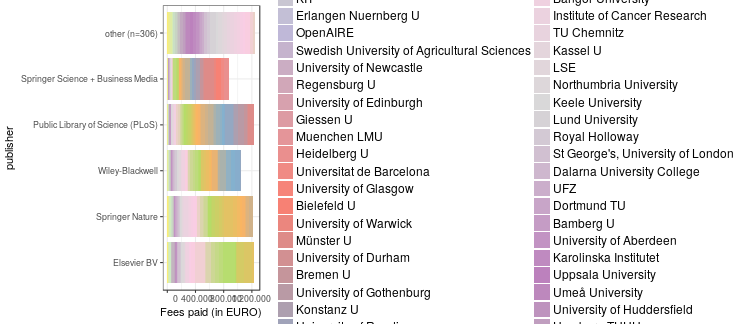 other (n=306)
Springer Science + Business Media
Public Library of Science (PLoS)
Wiley-Blackwell
Springer Nature
Elsevier BV
publisher
Fees paid (in EURO)
Erlangen Nuernberg U
OpenAIRE
Swedish University of Agricultural Sciences
University of Newcastle
Regensburg U
University of Edinburgh
Giessen U
Muenchen LMU
Heidelberg U
Universitat de Barcelona
University of Glasgow
Bielefeld U
University of Warwick
Münster U
University of Durham
Bremen U
University of Gothenburg
Konstanz U
Bangor University
Institute of Cancer Research
TU Chemnitz
Kassel U
LSE
Northumbria University
Keele University
Lund University
Royal Holloway
St George's, University of London
Dalarna University College
UFZ
Dortmund TU
Bamberg U
University of Aberdeen
Karolinska Institutet
Uppsala University
Umeå University
University of Huddersfield